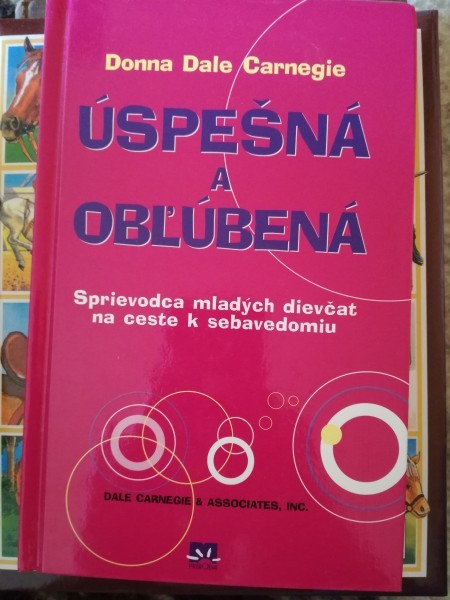 Donna Dale Carnegie
ÚSPEŠNÁ
A
OBĽÚBENÁ
Sprievodca mladých dievčat
na ceste k sebavedomiu
DALE CARNEGIE & ASSOCIATES, INC.